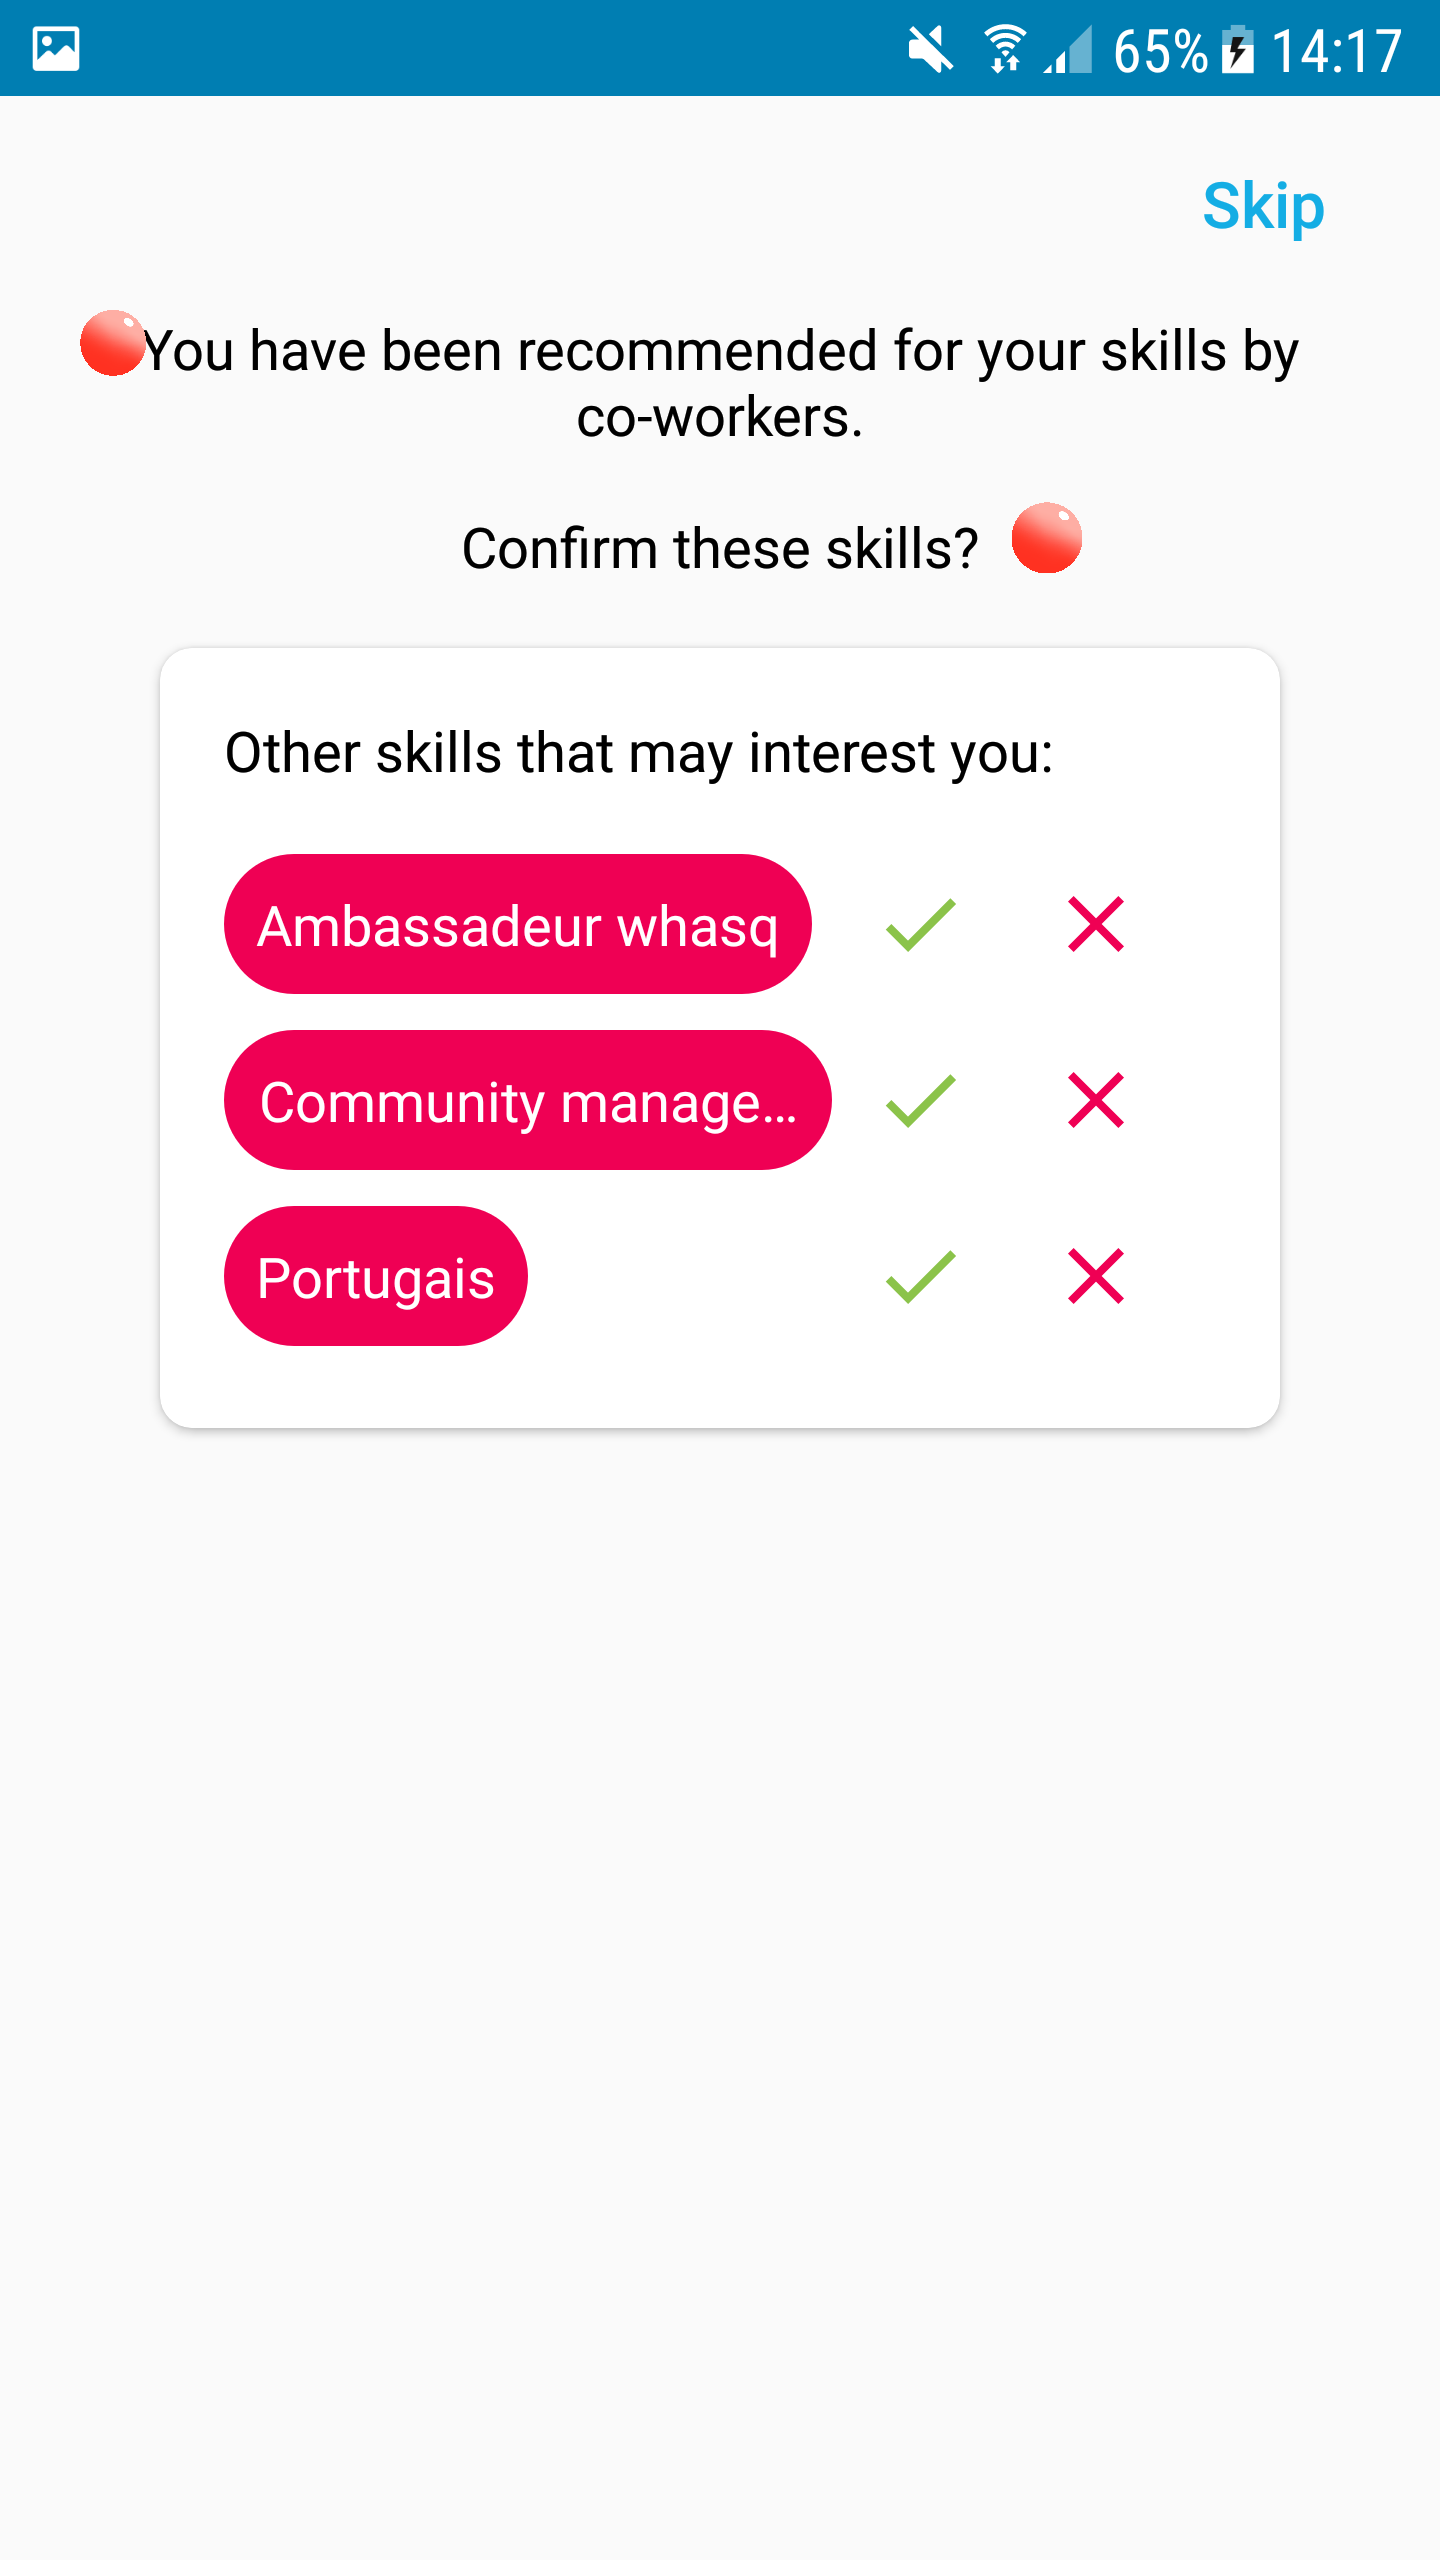 65% 14:17
Skip
You have been recommended for your skills by
co-workers.
Confirm these skills?
Other skills that may interest you:
Ambassadeur whasq
Community manage...
Portugais